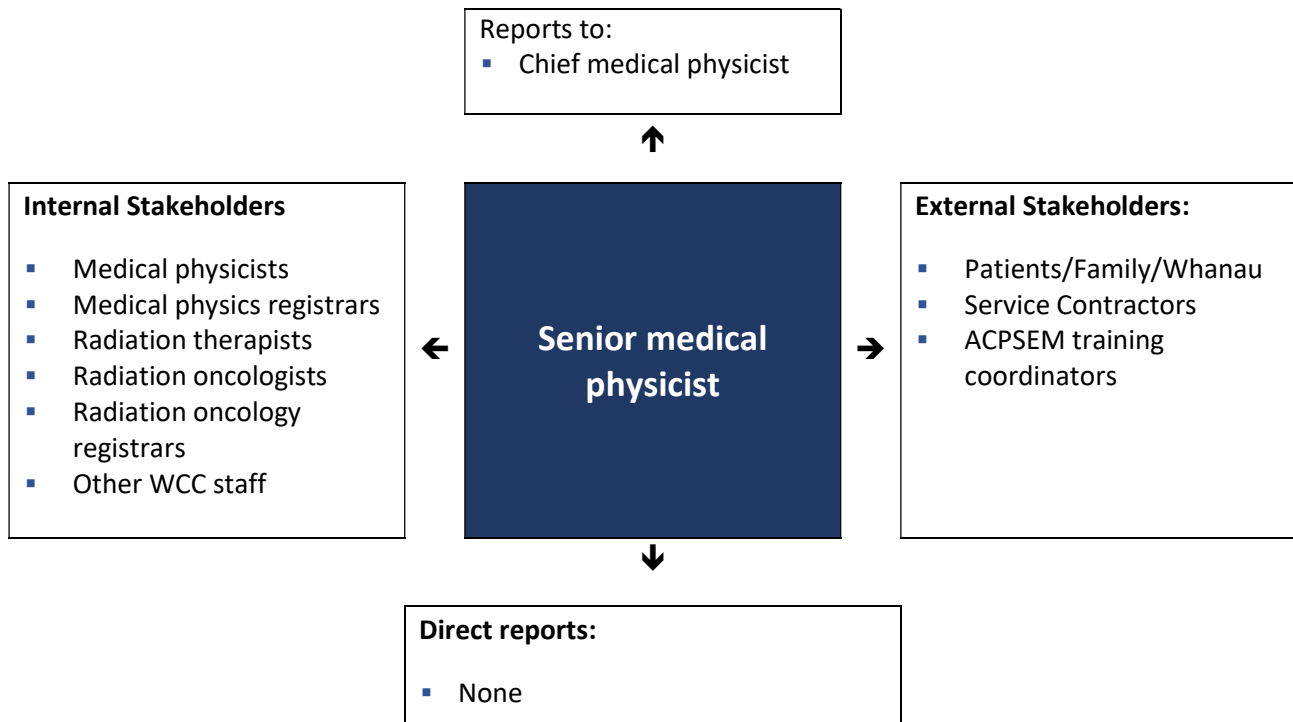 Reports to:
▪ Chief medical physicist
Internal Stakeholders
▪ Medical physicists
▪ Medical physics registrars
▪ Radiation therapists
▪ Radiation oncologists
▪ Radiation oncology
registrars
▪ Other WCC staff
Senior medical
physicist
External Stakeholders:
▪ Patients/Family/Whanau
▪ Service Contractors
▪ ACPSEM training
coordinators
Direct reports:
▪ None